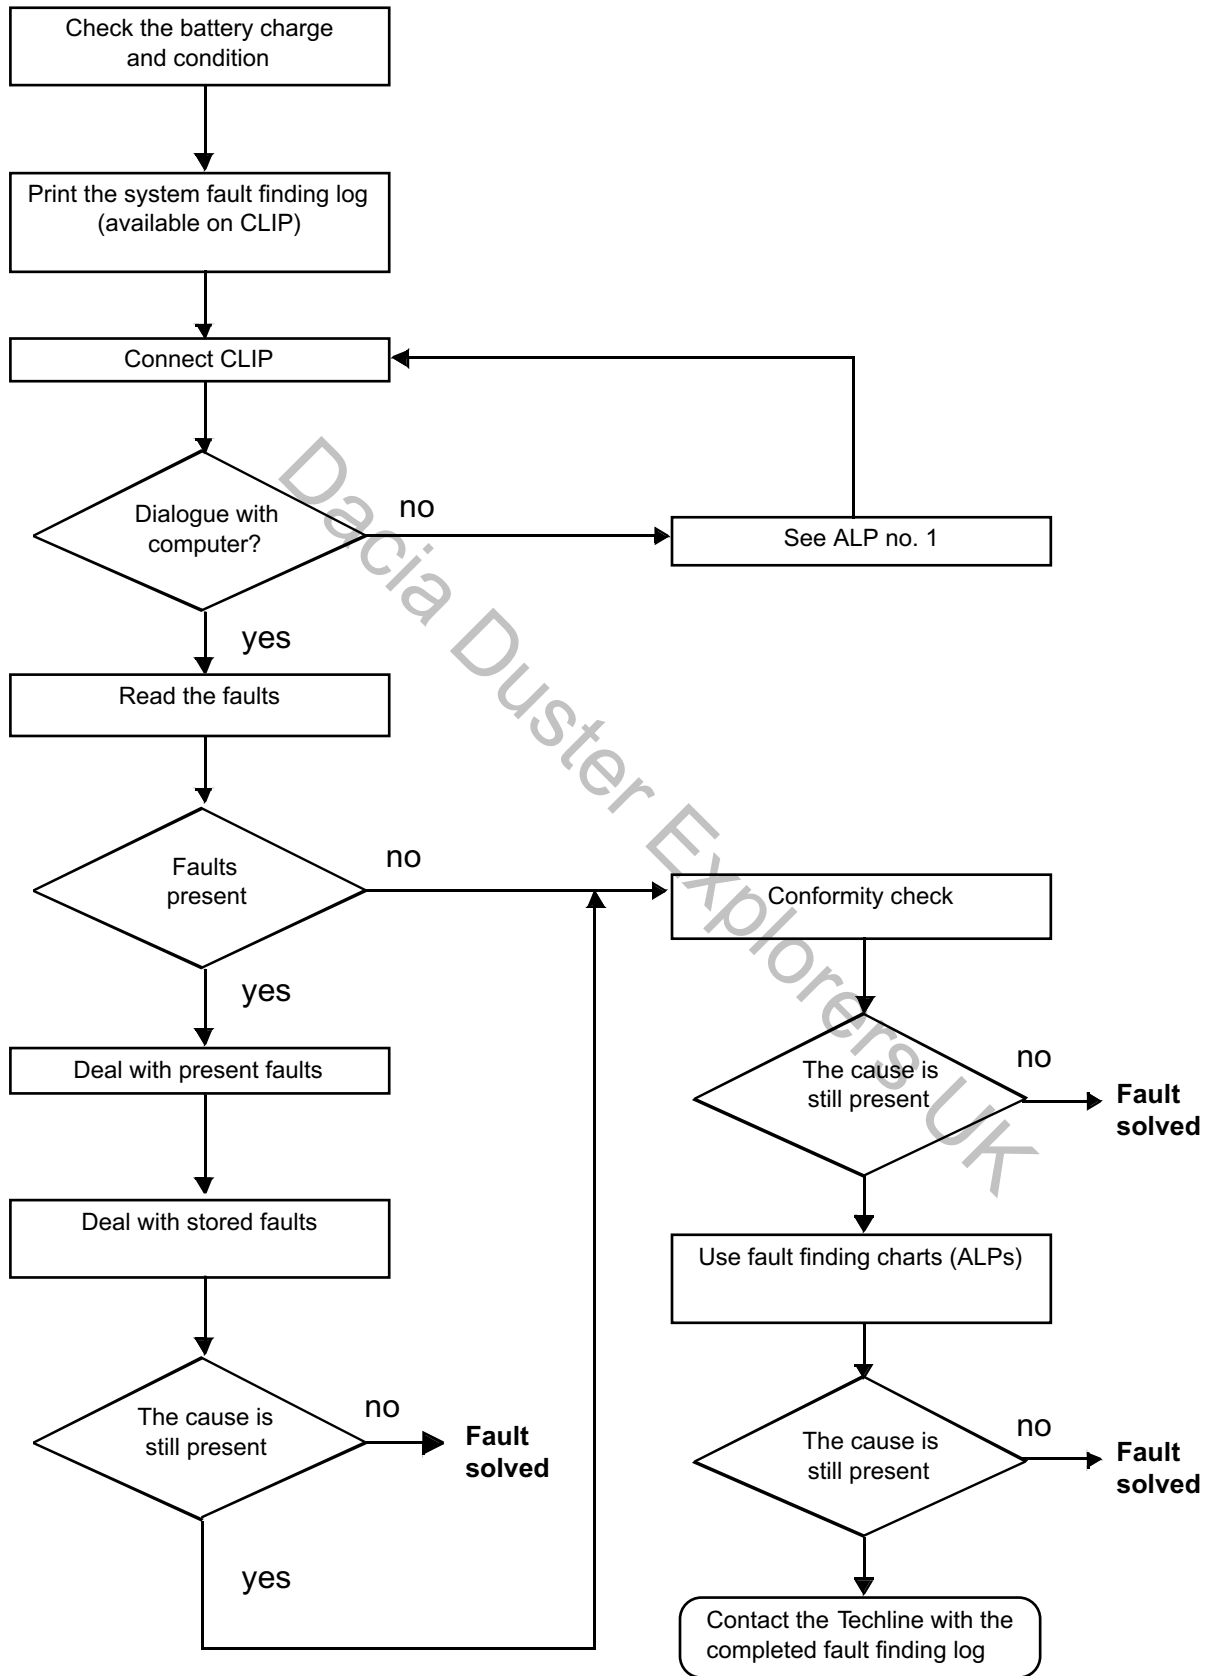 Check the battery charge
and condition
Print the system fault finding log
(available on CLIP)
Connect CLIP
Dialogue with
computer?
no
See ALP no. 1
yes
Read the faults
Faults
present
no
Conformity check
yes
Deal with present faults
The cause is
still present
no
Fault
solved
Deal with stored faults
Use fault finding charts (ALPs)
The cause is
still present
no
Fault
solved
The cause is
still present
no
Fault
solved
yes
Contact the Techline with the
completed fault finding log
Dacia Duster Explorers UK